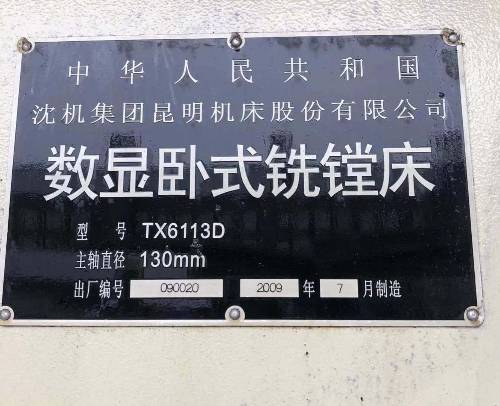 中华人民共和国
沈机集团昆明机床股份有限公司
数显卧式铣镗床
型 号 TX6113D
主轴直径 130mm
出厂编号 090020 2009 年 7 月制造